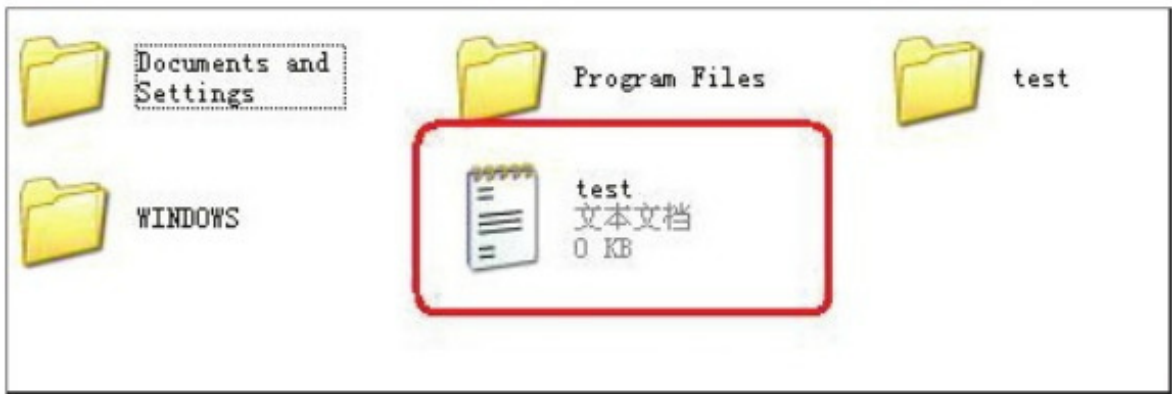 Documents and
Settings
Program Files
test
WINDOWS
test
文本文档
0 KB